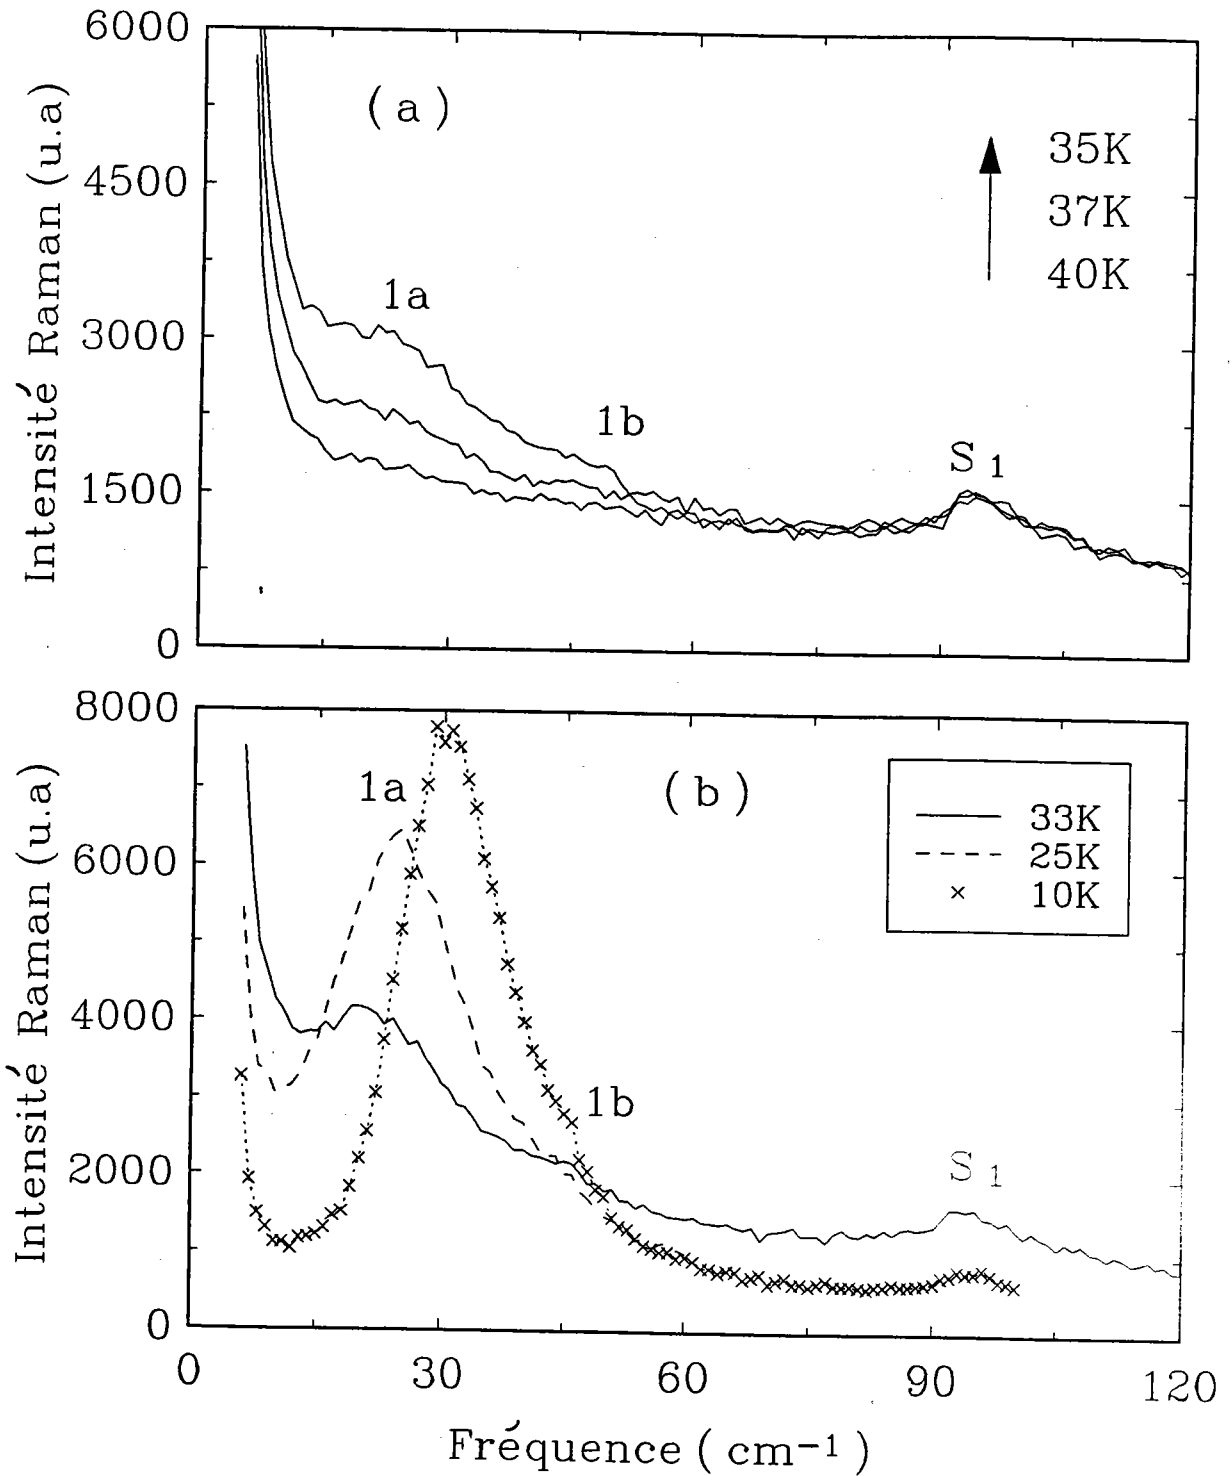 6000
4500
3000
1500
0
Intensité Raman (u.a)
(a)
35K
37K
40K
1a
1b
S 1
8000
6000
4000
2000
0
Intensité Raman (u.a)
(b)
33K
25K
10K
1a
1b
S 1
0 30 60 90 120
Fréquence (cm-1)